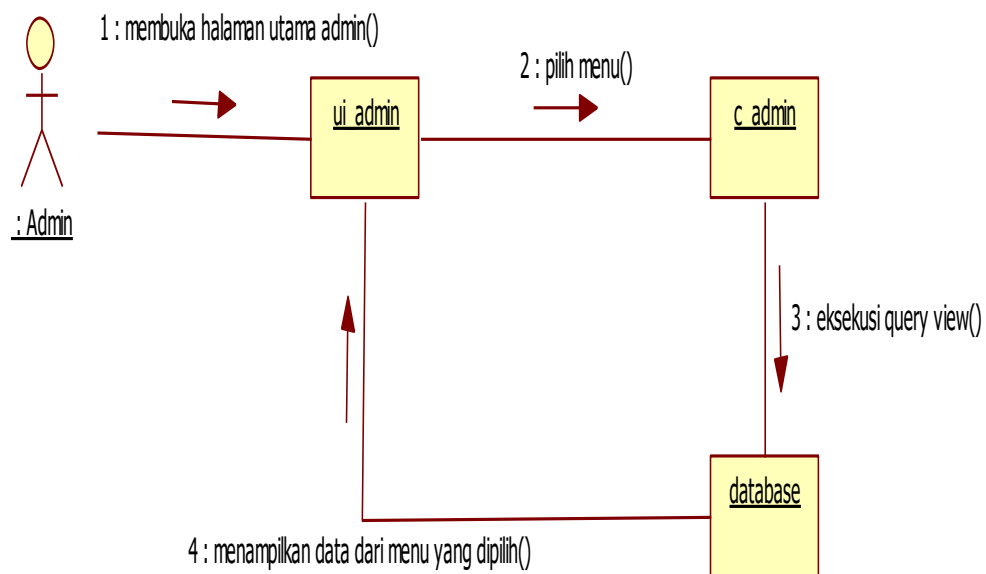 1 : membuka halaman utama admin()
2 : pilih menu()
ui_admin
c_admin
: Admin
3 : eksekusi query view()
database
4 : menampilkan data dari menu yang dipilih()